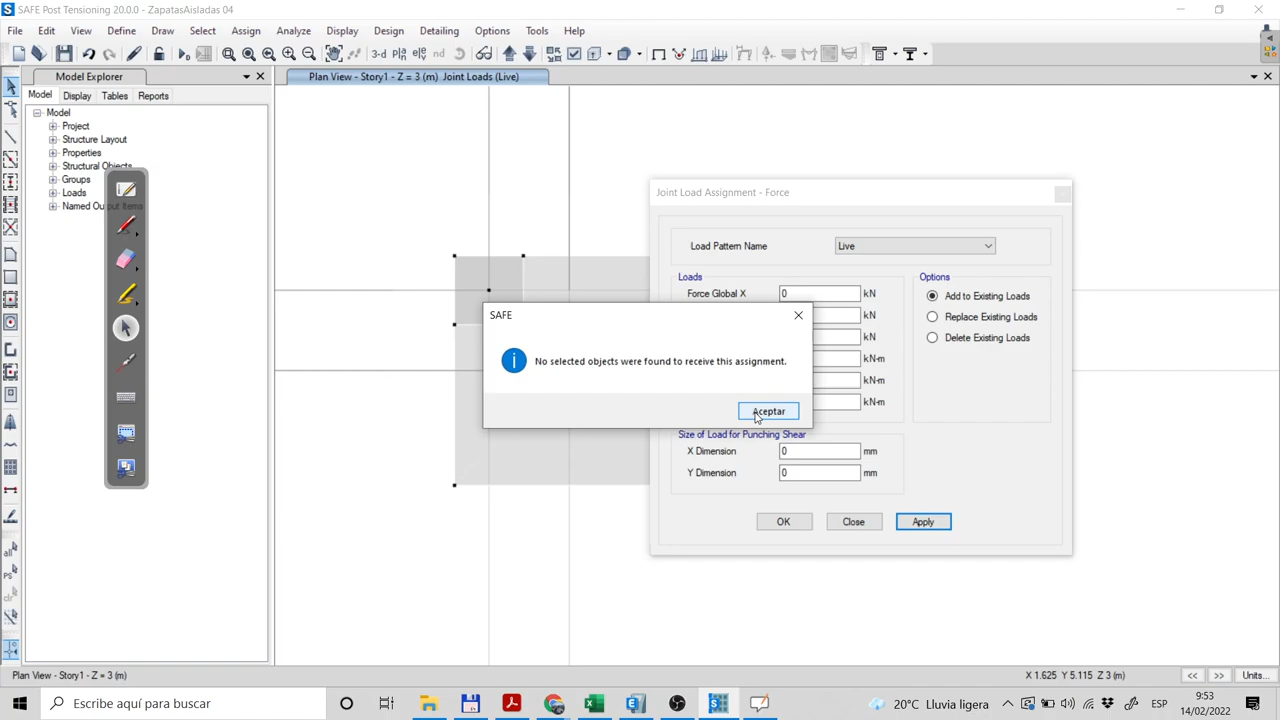 SAFE Post Tensioning 20.0.0 - ZapatasAisladas 04
File Edit View Define Draw Select Assign Analyze Display Design Detailing Options Tools Help
3-d
Model Explorer
Plan View - Story1 - Z = 3 (m) Joint Loads (Live)
Model Display Tables Reports
Model
Project
Structure Layout
Properties
Structural Objects
Groups
Loads
Named Output Items
all
PS
clr
Joint Load Assignment - Force
Load Pattern Name Live
Loads
Force Global X 0 kN
kN
kN
kN-m
kN-m
kN-m
Options
Add to Existing Loads
Replace Existing Loads
Delete Existing Loads
SAFE
No selected objects were found to receive this assignment.
Aceptar
Size of Load for Punching Shear
X Dimension 0 mm
Y Dimension 0 mm
OK Close Apply
Plan View - Story1 - Z = 3 (m)
X 1.625 Y 5.115 Z 3 (m)
<< >> Units...
Escribe aquí para buscar
20°C Lluvia ligera
ESP
9:53
14/02/2022